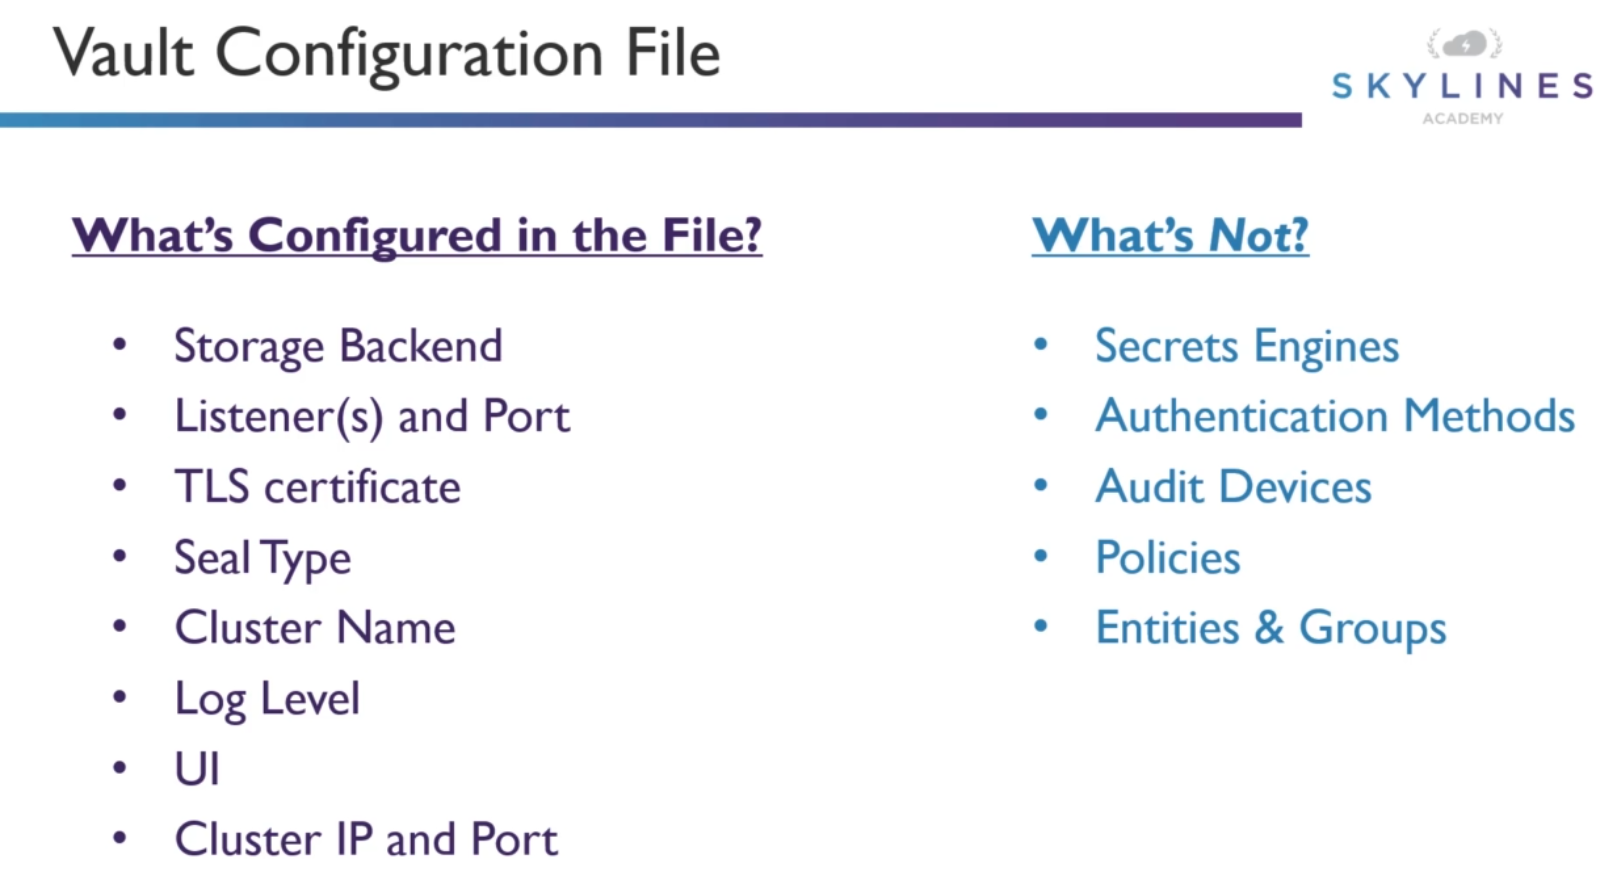 Vault Configuration File
SKYLINES
ACADEMY
What's Configured in the File?
• Storage Backend
• Listener(s) and Port
• TLS certificate
• Seal Type
• Cluster Name
• Log Level
• UI
• Cluster IP and Port
What's Not?
• Secrets Engines
• Authentication Methods
• Audit Devices
• Policies
• Entities & Groups